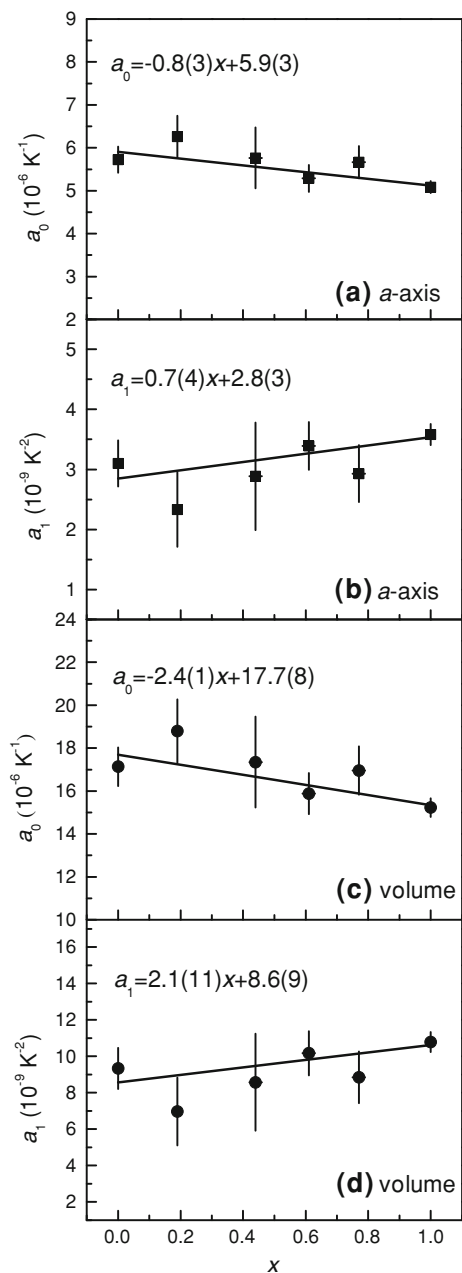 9
8
7
6
5
4
3
2
a₀ (10⁻⁶ K⁻¹)
a₀=-0.8(3)x+5.9(3)
(a) a-axis
5
4
3
2
1
a₁ (10⁻⁹ K⁻²)
a₁=0.7(4)x+2.8(3)
(b) a-axis
24
22
20
18
16
14
12
10
a₀ (10⁻⁶ K⁻¹)
a₀=-2.4(1)x+17.7(8)
(c) volume
16
14
12
10
8
6
4
2
a₁ (10⁻⁹ K⁻²)
a₁=2.1(11)x+8.6(9)
(d) volume
0.0 0.2 0.4 0.6 0.8 1.0
x